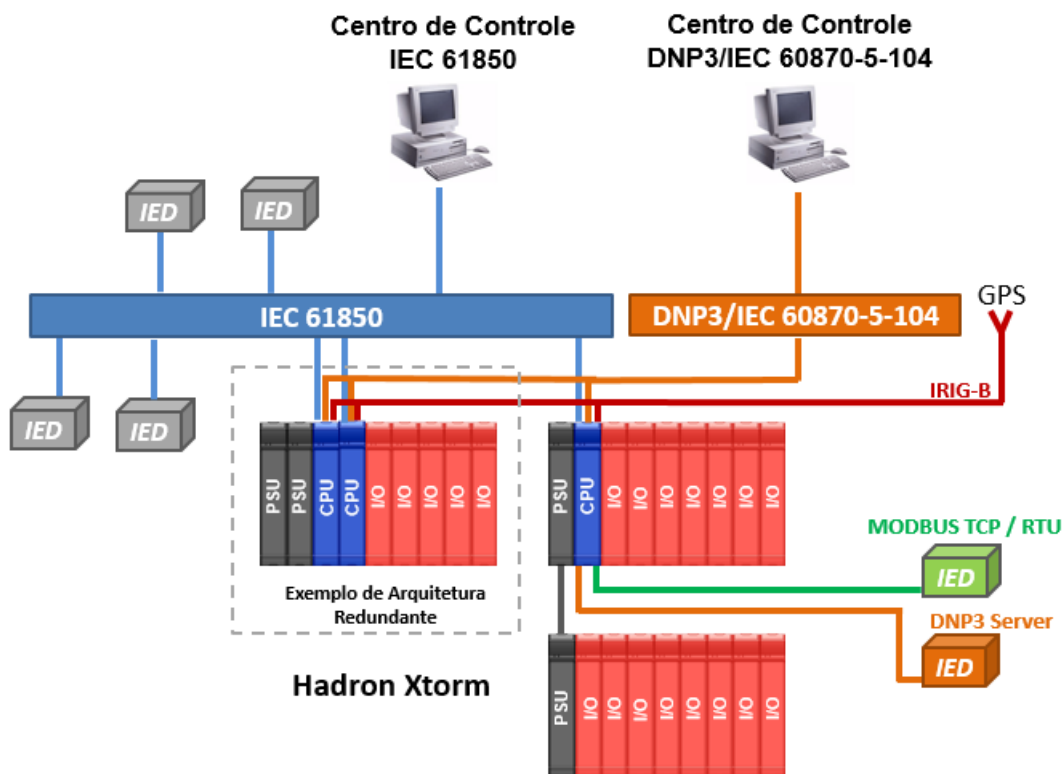 Centro de Controle
IEC 61850
Centro de Controle
DNP3/IEC 60870-5-104
IED
IED
IEC 61850
DNP3/IEC 60870-5-104
GPS
IED
IED
IRIG-B
PSU
PSU
CPU
CPU
I/O
I/O
I/O
I/O
I/O
PSU
CPU
I/O
I/O
I/O
I/O
I/O
I/O
I/O
MODBUS TCP / RTU
IED
Exemplo de Arquitetura
Redundante
DNP3 Server
IED
Hadron Xtorm
PSU
I/O
I/O
I/O
I/O
I/O
I/O
I/O
I/O